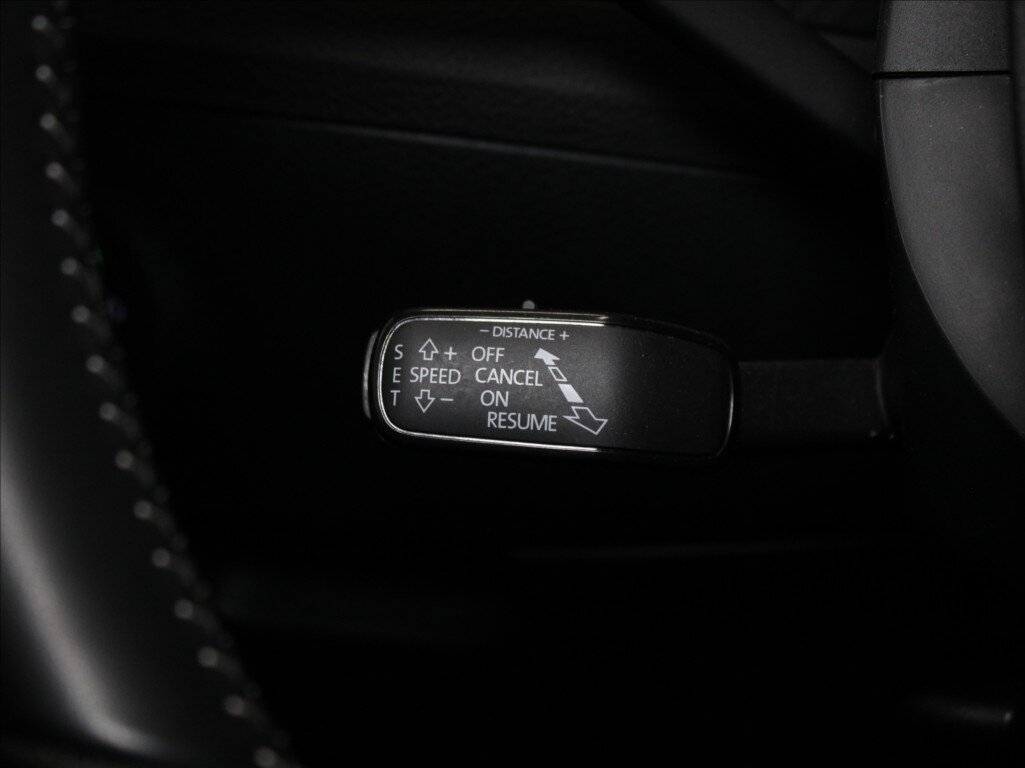 - DISTANCE +
S + OFF
E SPEED CANCEL
T - ON
RESUME